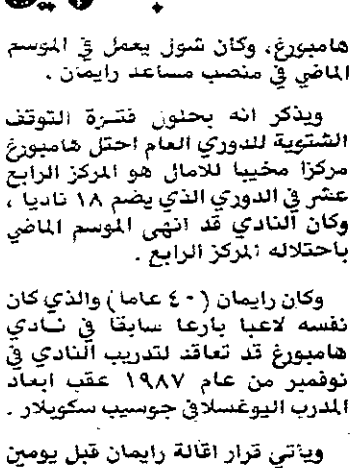 هامبورغ، وكان شول يعمل في الموسم
الماضي في منصب مساعد رايمان .
ويذكر انه بحلول فتـرة التوقف
الشتوية للدوري العام احتل هامبورغ
مركزا مخيبا للامال هو المركز الرابع
عشر في الدوري الذي يضم ١٨ ناديا ،
وكان النادي قد انهى الموسم الماضي
باحتلاله المركز الرابع .
وكان رايمان (٤٠ عاما) والذي كان
نفسه لاعبا بارعا سابقا في نـادي
هامبورغ قد تعاقد لتدريب النادي في
نوفمبر من عام ١٩٨٧ عقب ابعاد
المدرب اليوغسلافي جوسيب سكوبلار .
ويأتي قرار اقالة رايمان قبل يومين